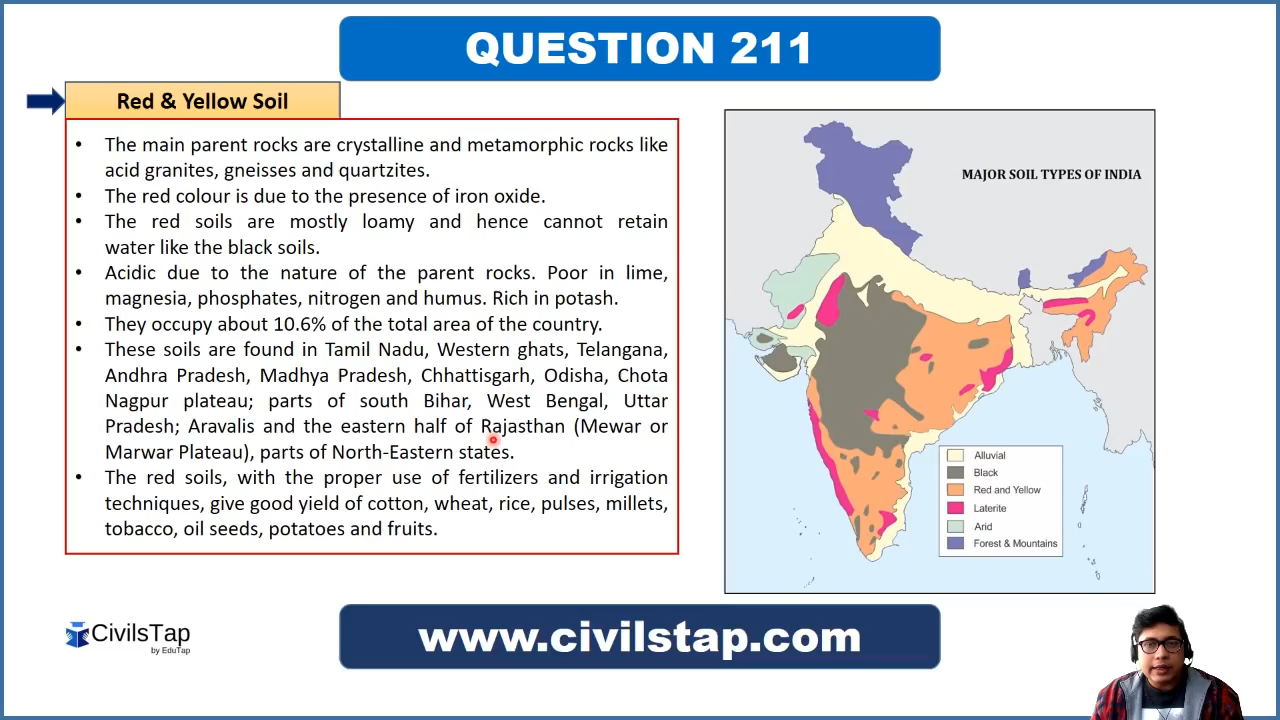 QUESTION 211
Red & Yellow Soil
• The main parent rocks are crystalline and metamorphic rocks like
acid granites, gneisses and quartzites.
• The red colour is due to the presence of iron oxide.
• The red soils are mostly loamy and hence cannot retain
water like the black soils.
• Acidic due to the nature of the parent rocks. Poor in lime,
magnesia, phosphates, nitrogen and humus. Rich in potash.
• They occupy about 10.6% of the total area of the country.
• These soils are found in Tamil Nadu, Western ghats, Telangana,
Andhra Pradesh, Madhya Pradesh, Chhattisgarh, Odisha, Chota
Nagpur plateau; parts of south Bihar, West Bengal, Uttar
Pradesh; Aravalis and the eastern half of Rajasthan (Mewar or
Marwar Plateau), parts of North-Eastern states.
• The red soils, with the proper use of fertilizers and irrigation
techniques, give good yield of cotton, wheat, rice, pulses, millets,
tobacco, oil seeds, potatoes and fruits.
MAJOR SOIL TYPES OF INDIA
Alluvial
Black
Red and Yellow
Laterite
Arid
Forest & Mountains
CivilsTap
by EduTap
www.civilstap.com